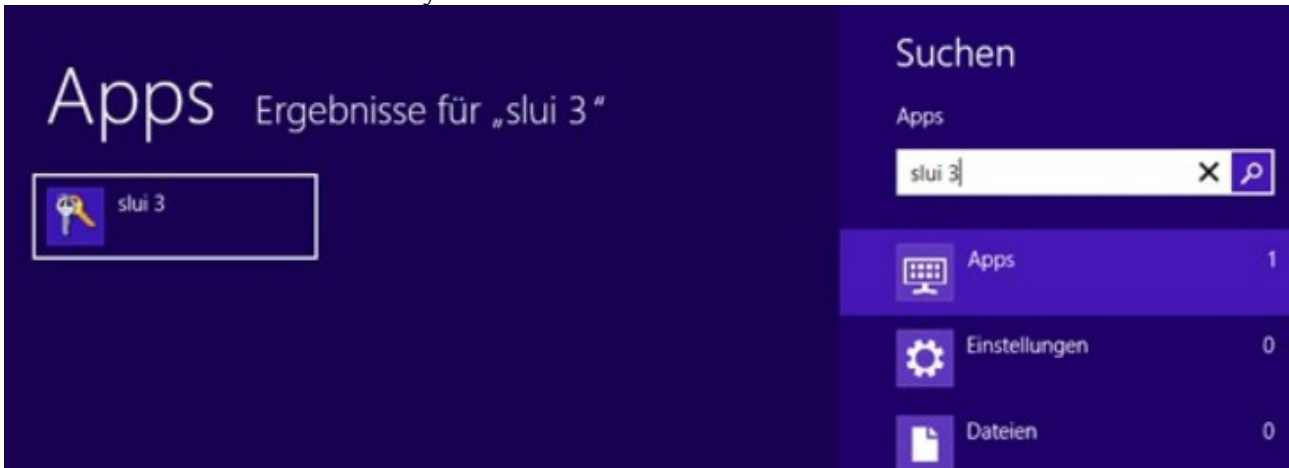 Apps Ergebnisse für „slui 3“
slui 3
Suchen
Apps
slui 3
Apps 1
Einstellungen 0
Dateien 0